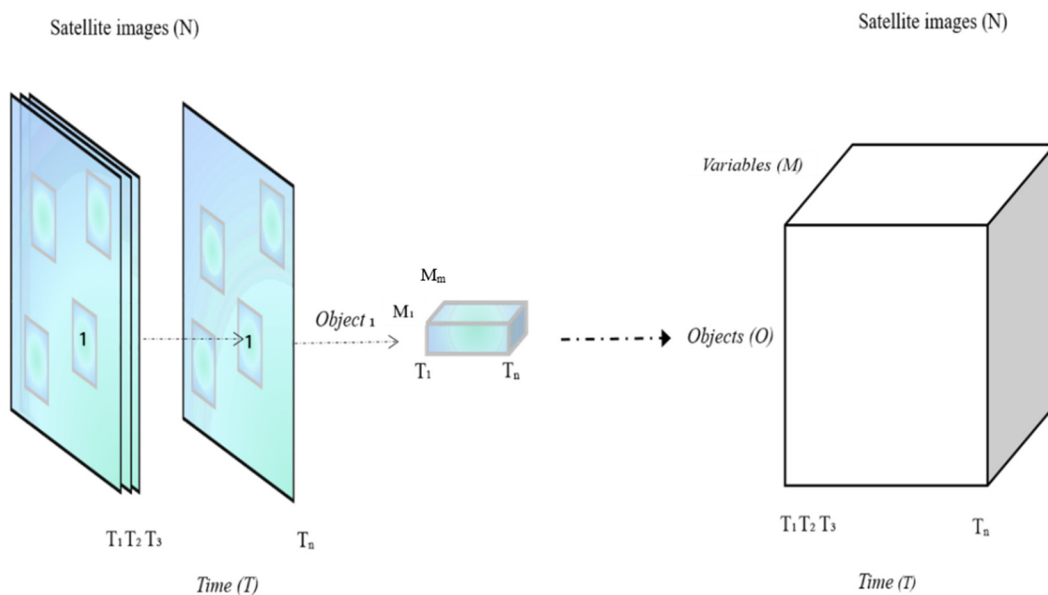 Satellite images (N)
Satellite images (N)
Variables (M)
Mₘ
M₁
Object ₁
1
1
Objects (O)
T₁
Tₙ
T₁ T₂ T₃
Tₙ
T₁ T₂ T₃
Tₙ
Time (T)
Time (T)